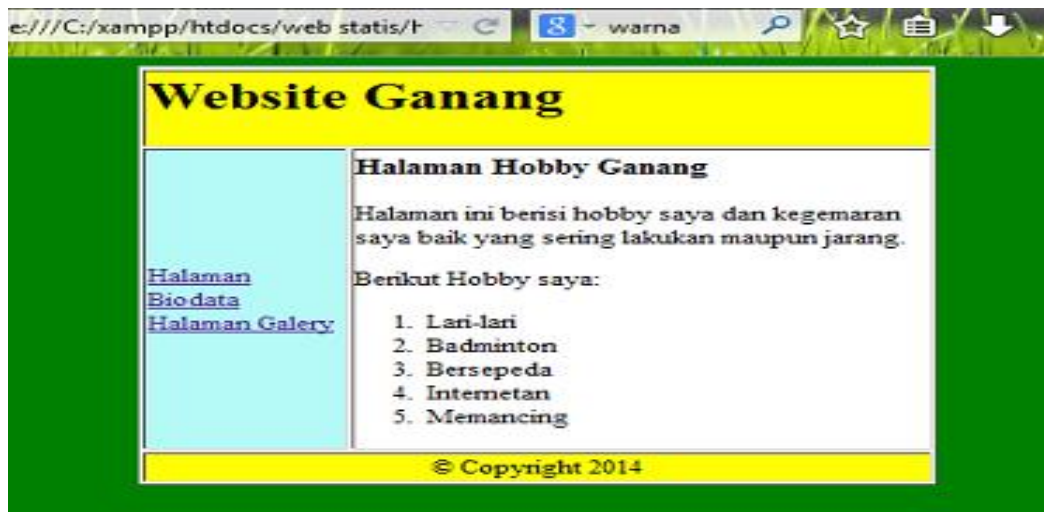 e:///C:/xampp/htdocs/web statis/h
8 warna
Website Ganang
Halaman
Biodata
Halaman Galery
Halaman Hobby Ganang
Halaman ini berisi hobby saya dan kegemaran
saya baik yang sering lakukan maupun jarang.
Berikut Hobby saya:
1. Lari-lari
2. Badminton
3. Bersepeda
4. Internetan
5. Memancing
© Copyright 2014